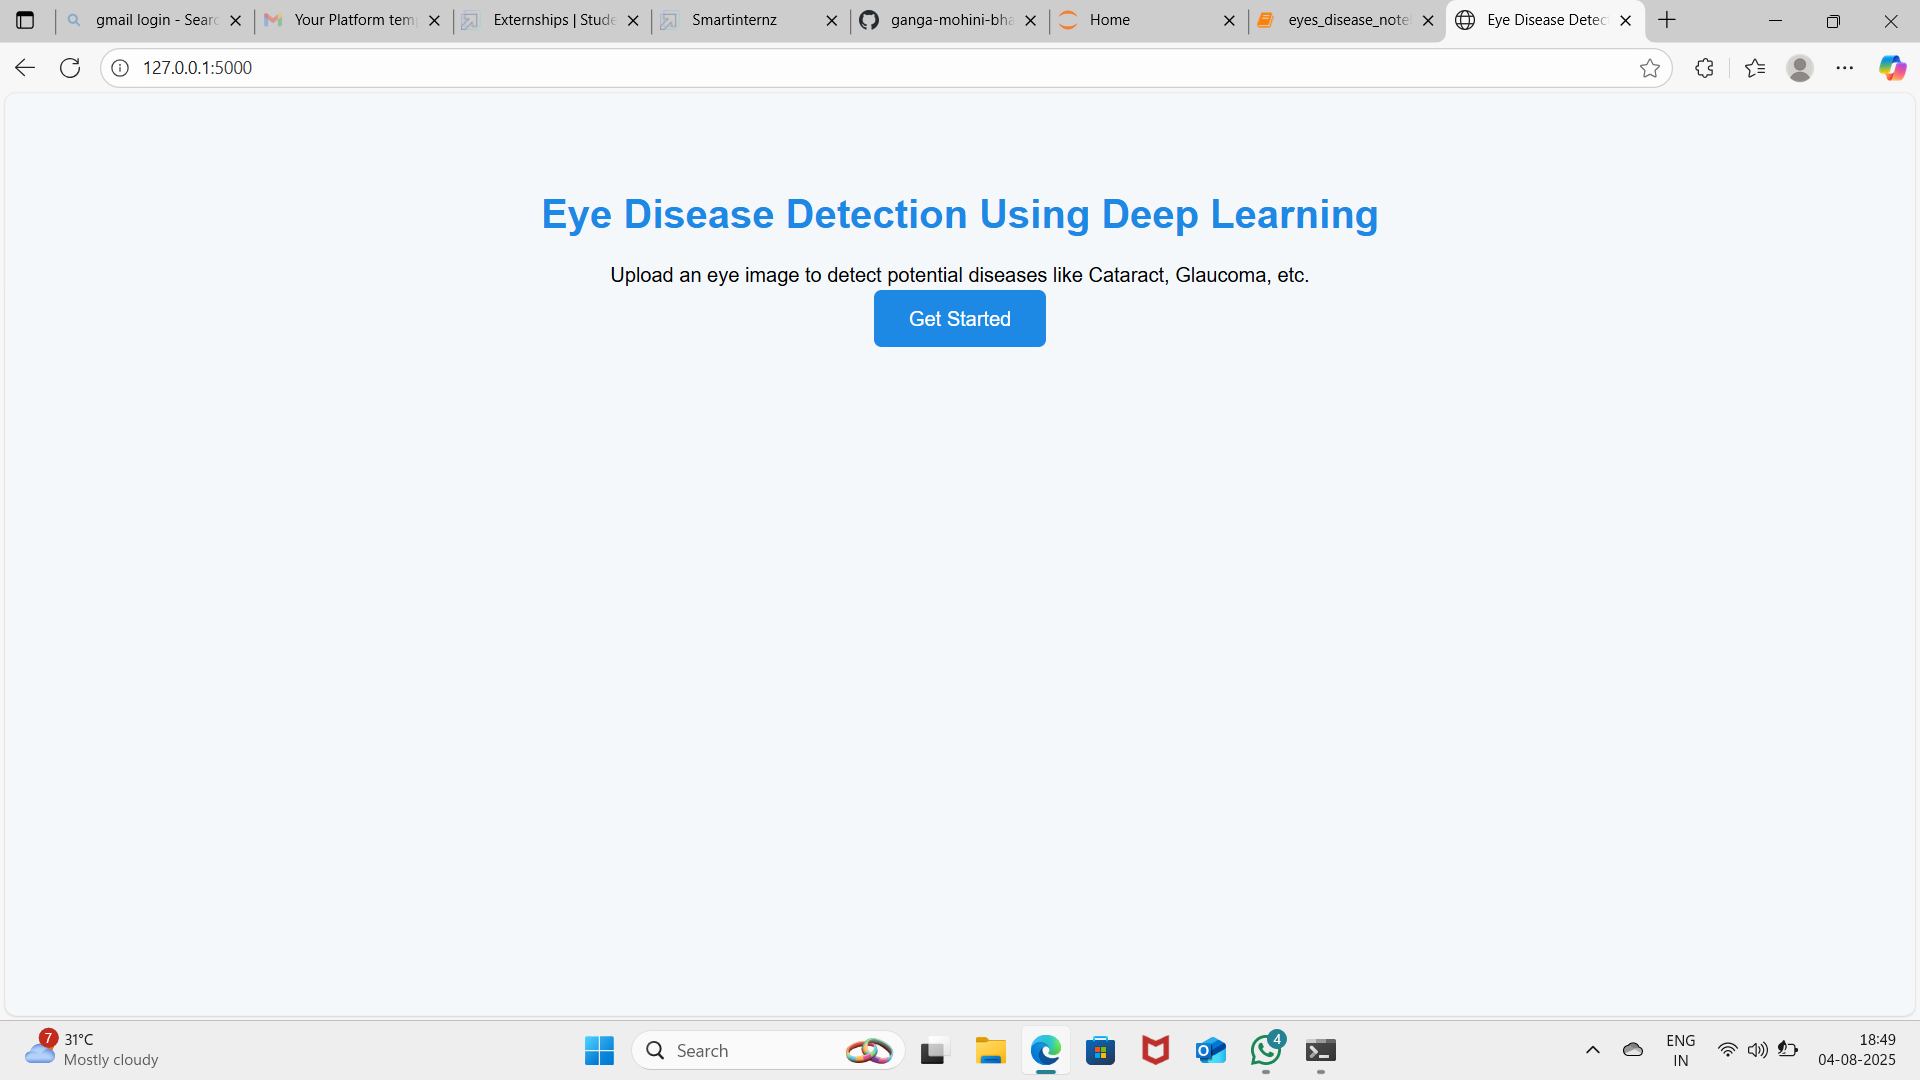 gmail login - Searc
Your Platform tem
Externships | Stude
Smartinternz
ganga-mohini-bha
Home
eyes_disease_note
Eye Disease Detec
127.0.0.1:5000
Eye Disease Detection Using Deep Learning
Upload an eye image to detect potential diseases like Cataract, Glaucoma, etc.
Get Started
7
31°C
Mostly cloudy
Search
4
ENG
IN
18:49
04-08-2025